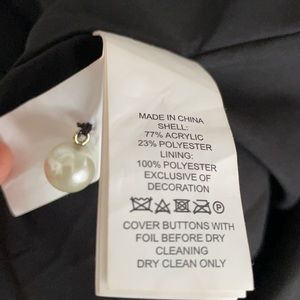 MADE IN CHINA
SHELL:
77% ACRYLIC
23% POLYESTER
LINING:
100% POLYESTER
EXCLUSIVE OF
DECORATION
COVER BUTTONS WITH
FOIL BEFORE DRY
CLEANING
DRY CLEAN ONLY